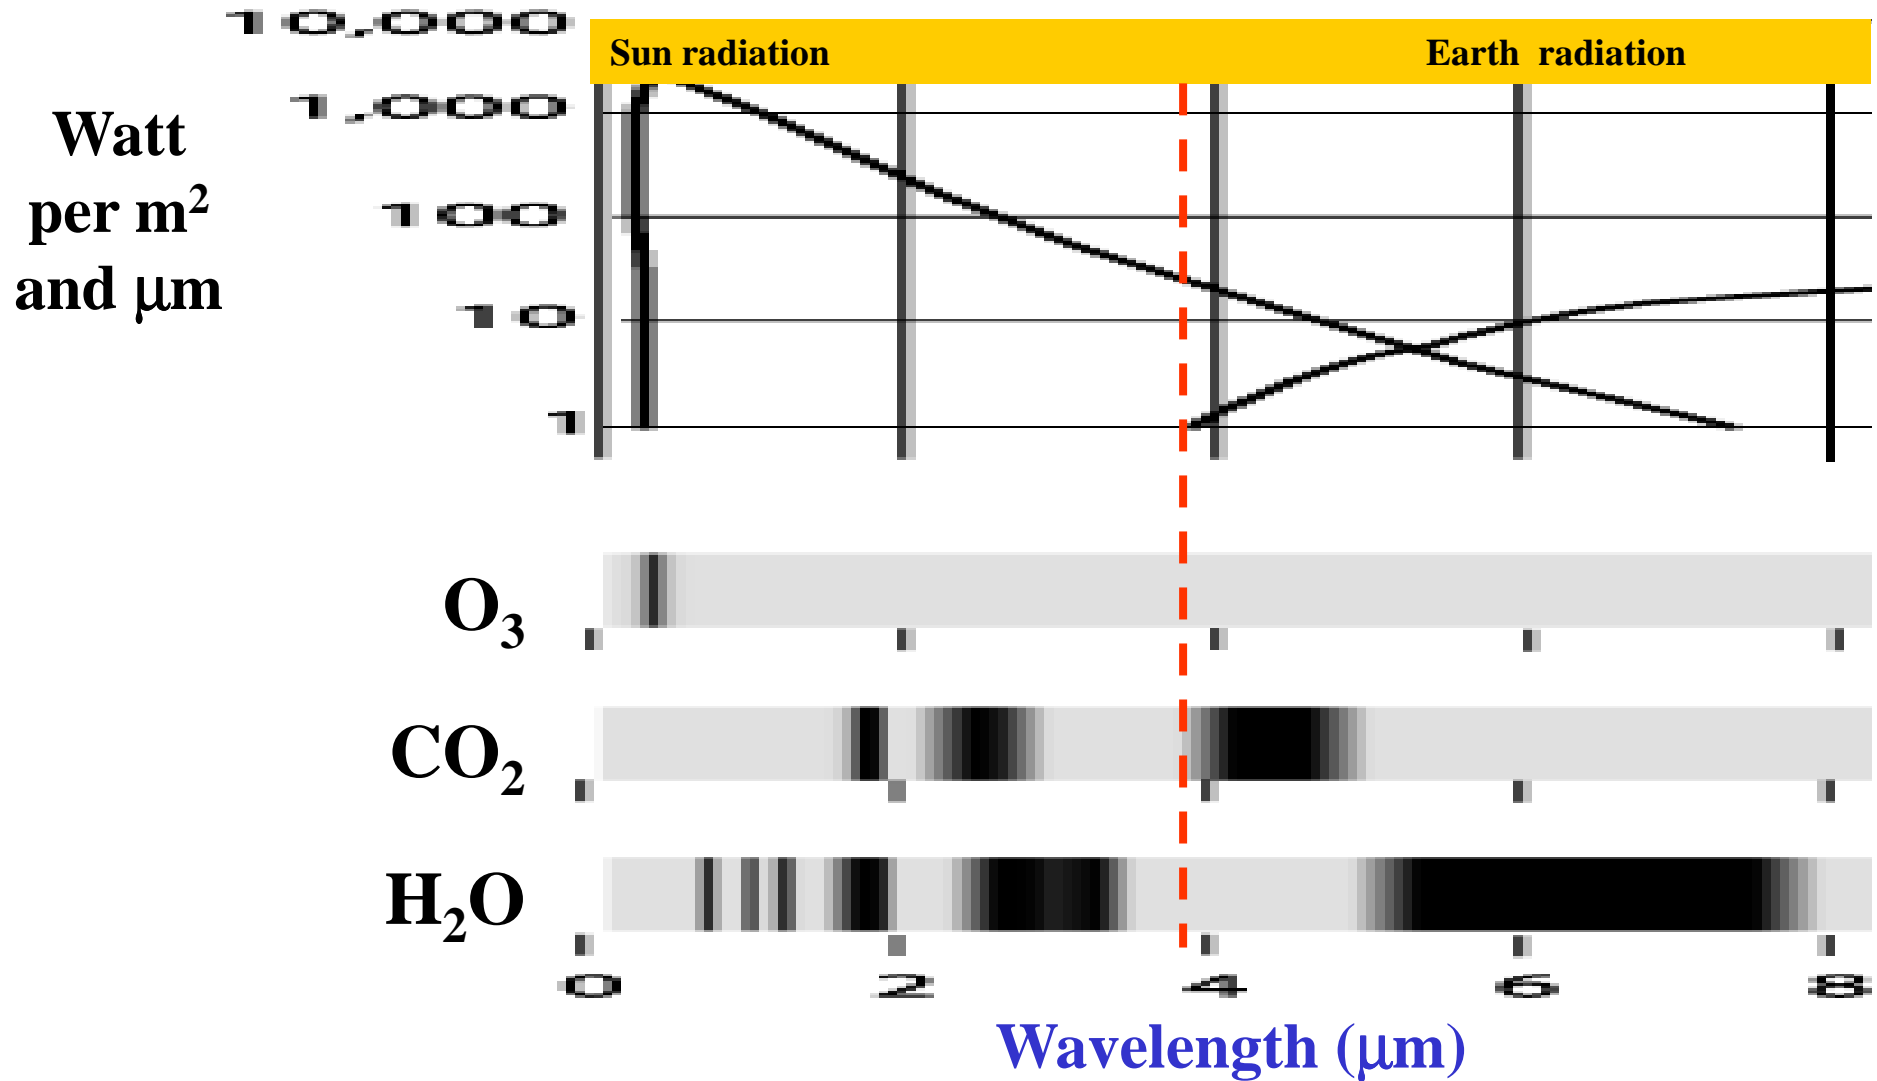 10,000
Sun radiation Earth radiation
1,000
Watt
per m²
and μm
100
10
1
O₃
CO₂
H₂O
0 2 4 6 8
Wavelength (μm)